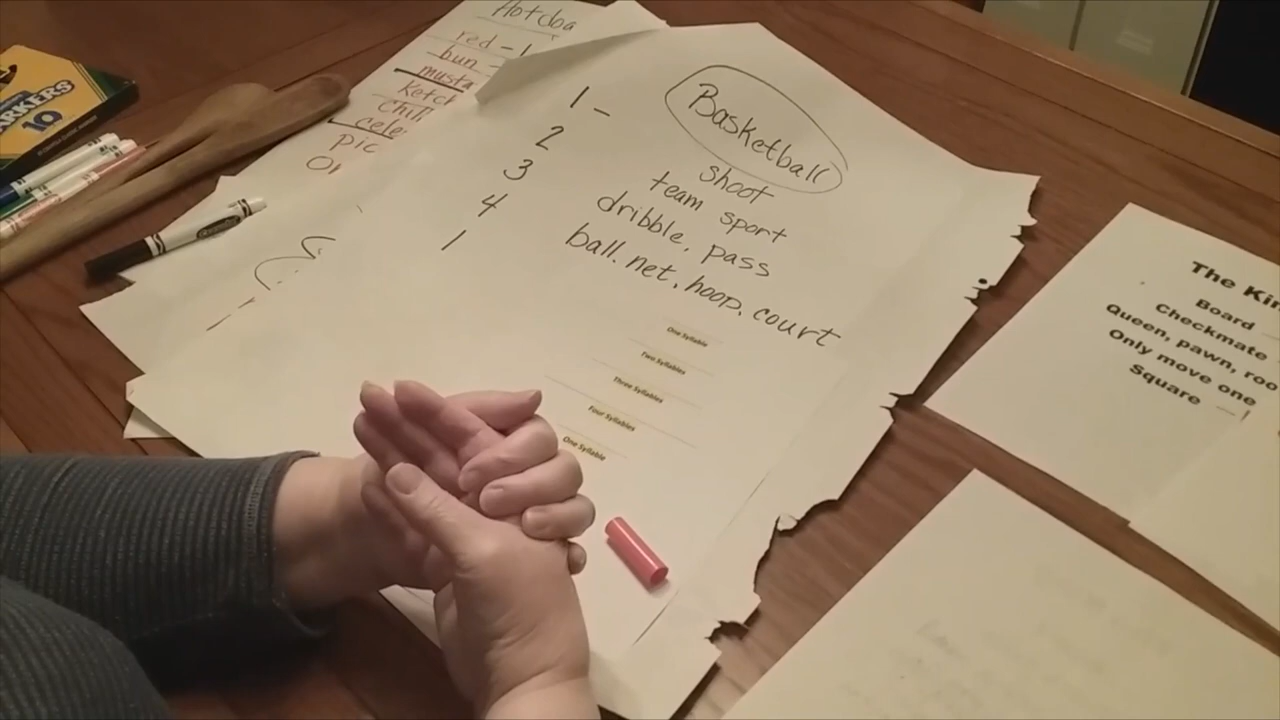 Hotdog
red -
bun
musta
Ketch
chili
cele
pic
MARKERS
10
Basketball
1 -
2
3
4
1
shoot
team sport
dribble, pass
ball, net, hoop, court
One Syllable
Two Syllables
Three Syllables
Four Syllables
One Syllable
The Kin
Board
Checkmate
Queen, pawn, roo
Only move one
Square